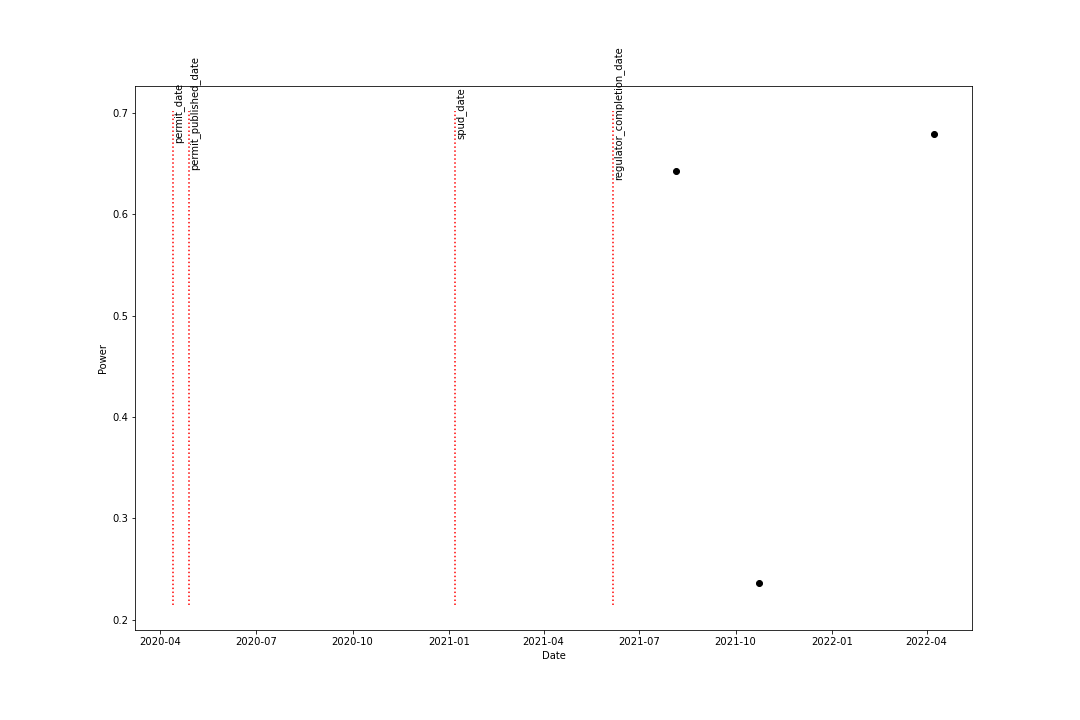 permit_date
permit_published_date
spud_date
regulator_completion_date
0.7
0.6
0.5
0.4
0.3
0.2
Power
2020-04
2020-07
2020-10
2021-01
2021-04
2021-07
2021-10
2022-01
2022-04
Date